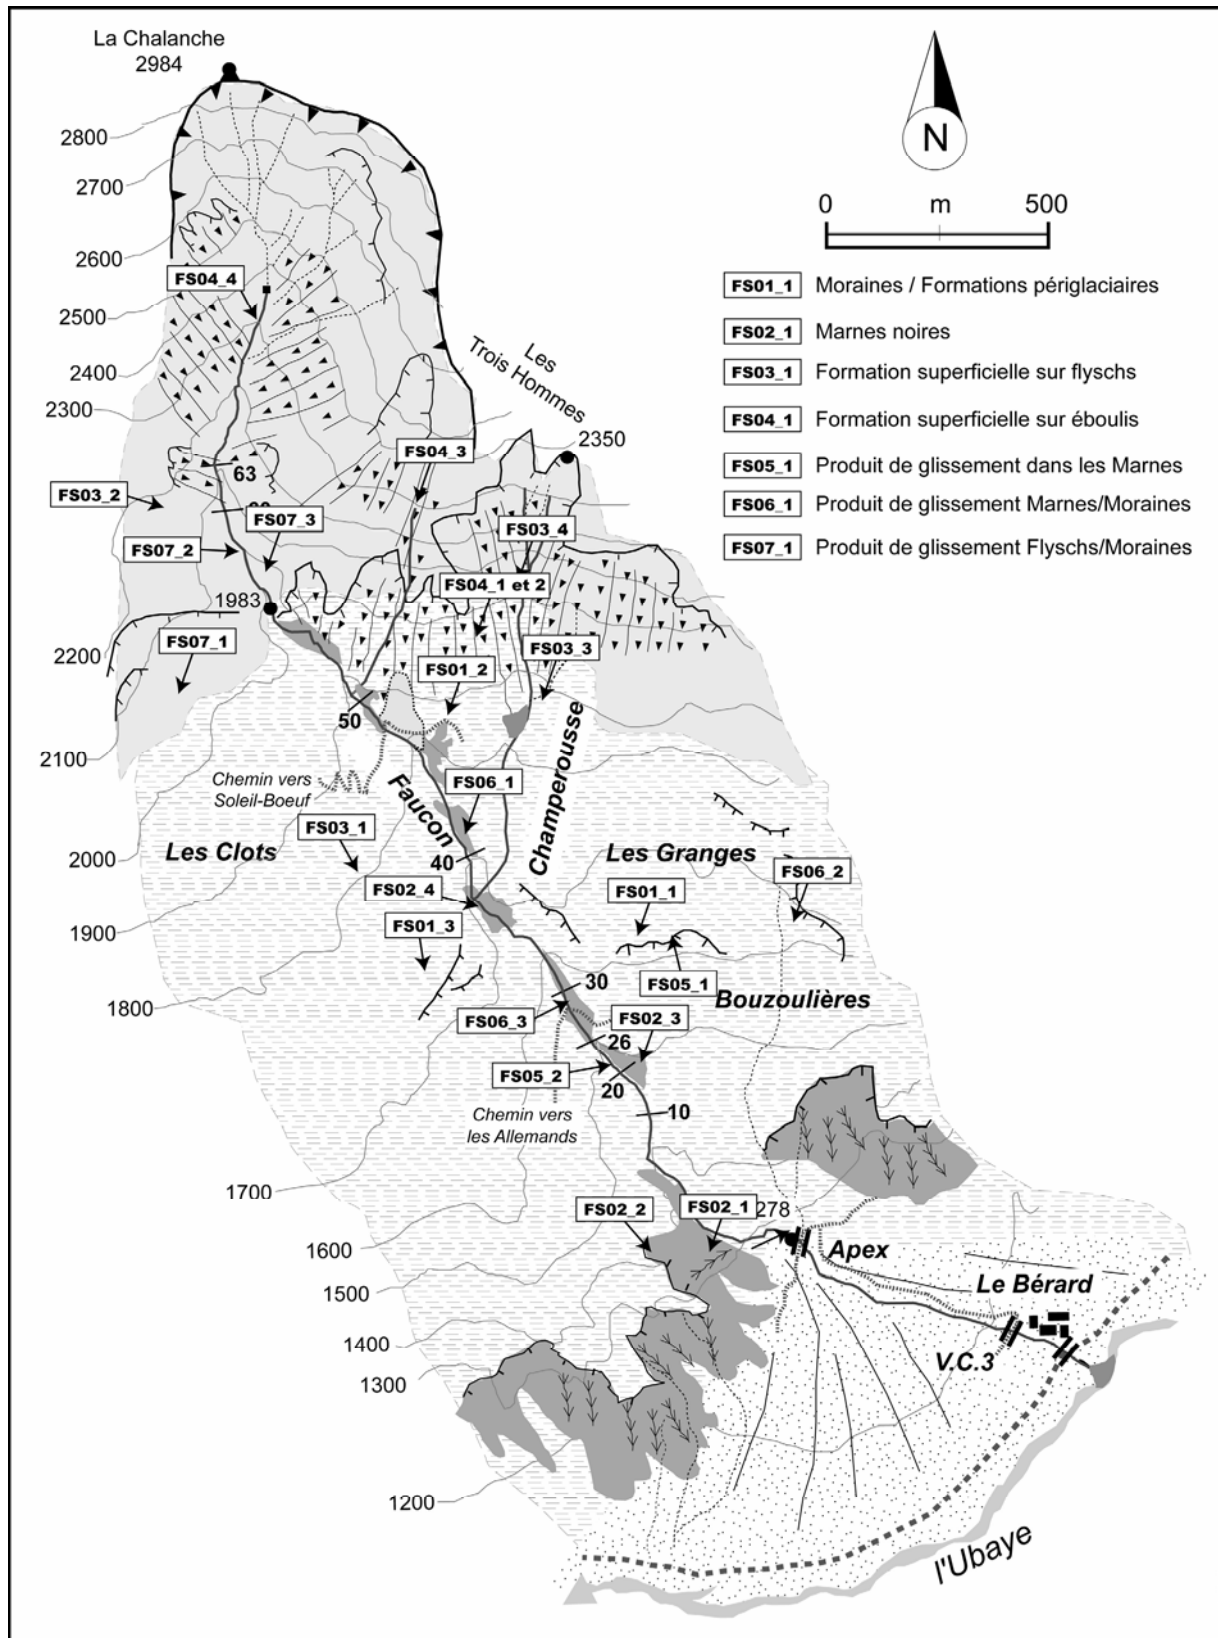 La Chalanche
2984
N
0 m 500
2800
2700
2600
2500
2400
2300
FS04_4
FS01_1 Moraines / Formations périglaciaires
FS02_1 Marnes noires
FS03_1 Formation superficielle sur flyschs
FS04_1 Formation superficielle sur éboulis
FS05_1 Produit de glissement dans les Marnes
FS06_1 Produit de glissement Marnes/Moraines
FS07_1 Produit de glissement Flyschs/Moraines
Les
Trois Hommes
2350
FS04_3
63
FS03_2
FS07_3
FS03_4
FS07_2
FS04_1 et 2
1983
FS07_1
FS03_3
2200
FS01_2
50
2100
Chemin vers
Soleil-Boeuf
Faucon
FS06_1
Champerousse
FS03_1
2000
Les Clots
40
Les Granges
FS06_2
FS02_4
FS01_1
1900
FS01_3
30
FS05_1
Bouzoulières
1800
FS06_3
FS02_3
26
FS05_2
20
10
Chemin vers
les Allemands
1700
FS02_2
FS02_1
278
1600
Apex
Le Bérard
1500
1400
V.C.3
1300
1200
l'Ubaye